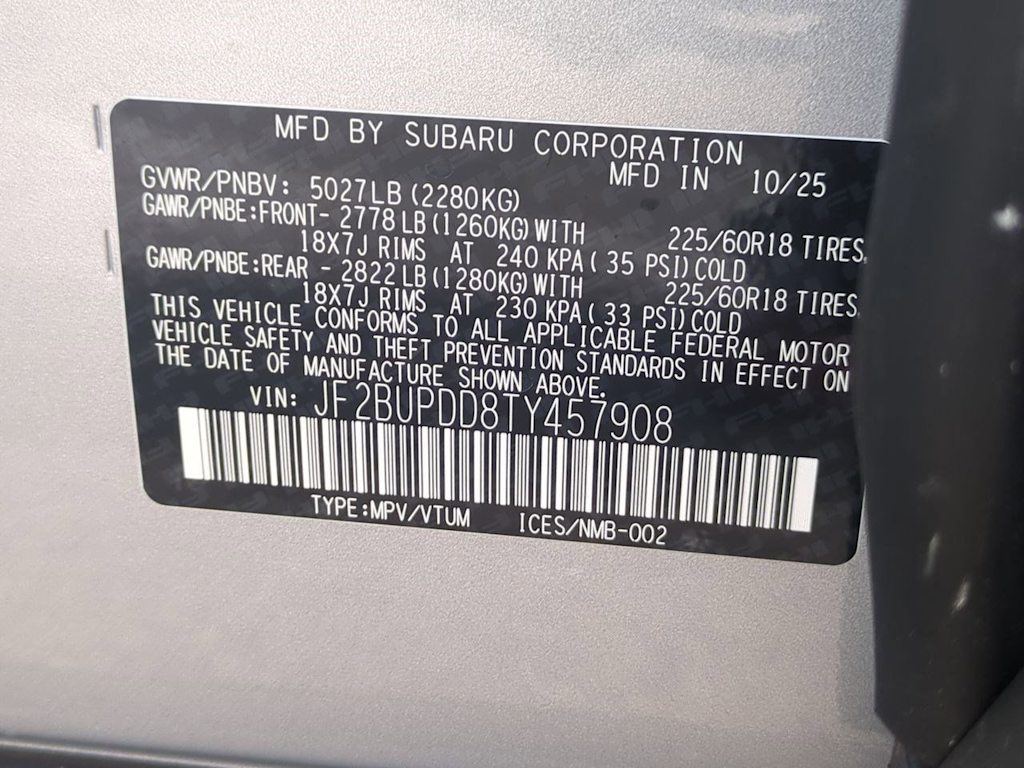 MFD BY SUBARU CORPORATION
MFD IN 10/25
GVWR/PNBV: 5027LB (2280KG)
GAWR/PNBE:FRONT- 2778 LB (1260KG) WITH 225/60R18 TIRES,
18X7J RIMS AT 240 KPA ( 35 PSI) COLD
GAWR/PNBE:REAR - 2822 LB (1280KG) WITH 225/60R18 TIRES,
18X7J RIMS AT 230 KPA ( 33 PSI) COLD
THIS VEHICLE CONFORMS TO ALL APPLICABLE FEDERAL MOTOR
VEHICLE SAFETY AND THEFT PREVENTION STANDARDS IN EFFECT ON
THE DATE OF MANUFACTURE SHOWN ABOVE.
VIN: JF2BUPDD8TY457908
TYPE:MPV/VTUM ICES/NMB-002